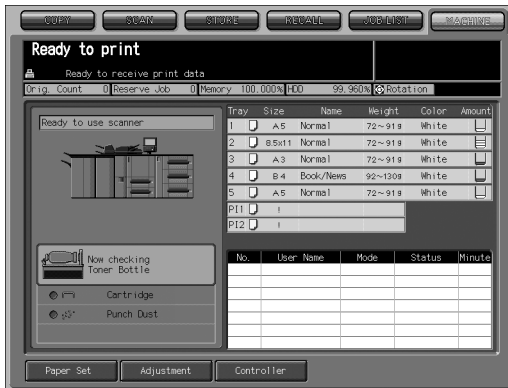 COPY SCAN STORE RECALL JOB LIST MACHINE
Ready to print
Ready to receive print data
Orig. Count 0 Reserve Job 0 Memory 100.000% HDD 99.960% Rotation
Ready to use scanner
Tray Size Name Weight Color Amount
1 A5 Normal 72~91g White
2 8.5x11 Normal 72~91g White
3 A3 Normal 72~91g White
4 B4 Book/News 92~130g White
5 A5 Normal 72~91g White
PI1 !
PI2 !
Now checking
Toner Bottle
Cartridge
Punch Dust
No. User Name Mode Status Minute
Paper Set Adjustment Controller